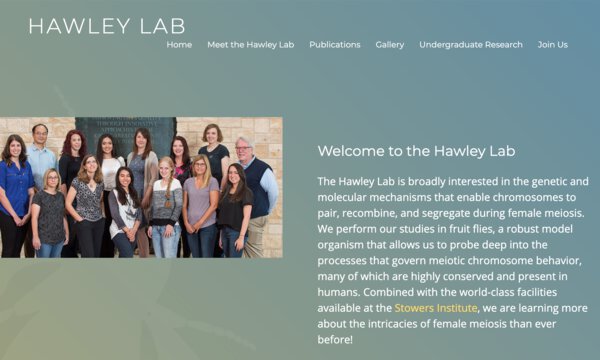 HAWLEY LAB
Home Meet the Hawley Lab Publications Gallery Undergraduate Research Join Us
THROUGH INNOVATIVE
APPROACHES
Welcome to the Hawley Lab
The Hawley Lab is broadly interested in the genetic and
molecular mechanisms that enable chromosomes to
pair, recombine, and segregate during female meiosis.
We perform our studies in fruit flies, a robust model
organism that allows us to probe deep into the
processes that govern meiotic chromosome behavior,
many of which are highly conserved and present in
humans. Combined with the world-class facilities
available at the Stowers Institute, we are learning more
about the intricacies of female meiosis than ever
before!